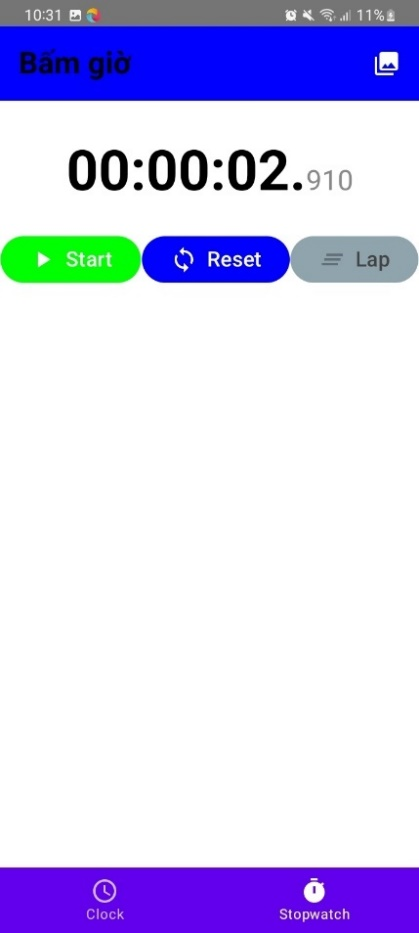 10:31 11%
Bấm giờ
00:00:02.910
Start Reset Lap
Clock Stopwatch